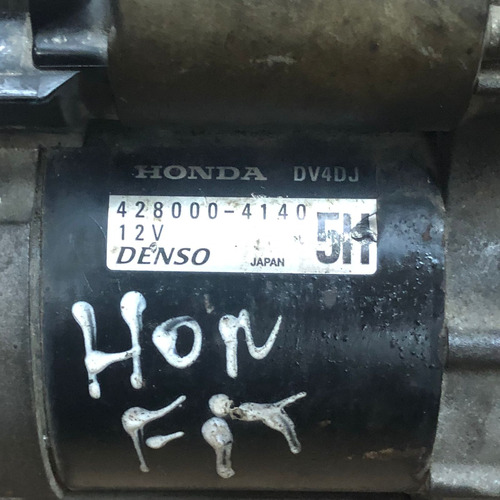 HONDA DV4DJ
428000-4140
12V
5H
DENSO JAPAN
HON
FIT